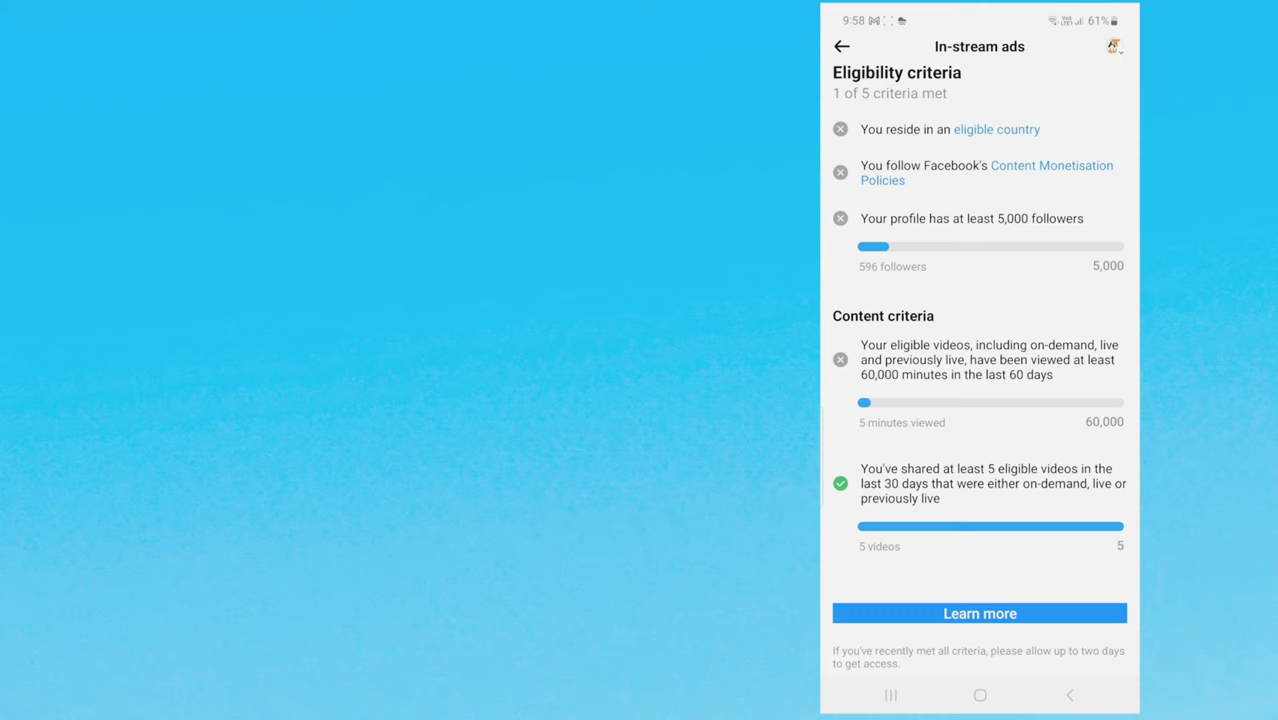 9:58 61%
In-stream ads
Eligibility criteria
1 of 5 criteria met
You reside in an eligible country
You follow Facebook's Content Monetisation
Policies
Your profile has at least 5,000 followers
596 followers 5,000
Content criteria
Your eligible videos, including on-demand, live
and previously live, have been viewed at least
60,000 minutes in the last 60 days
5 minutes viewed 60,000
You've shared at least 5 eligible videos in the
last 30 days that were either on-demand, live or
previously live
5 videos 5
Learn more
If you've recently met all criteria, please allow up to two days
to get access.